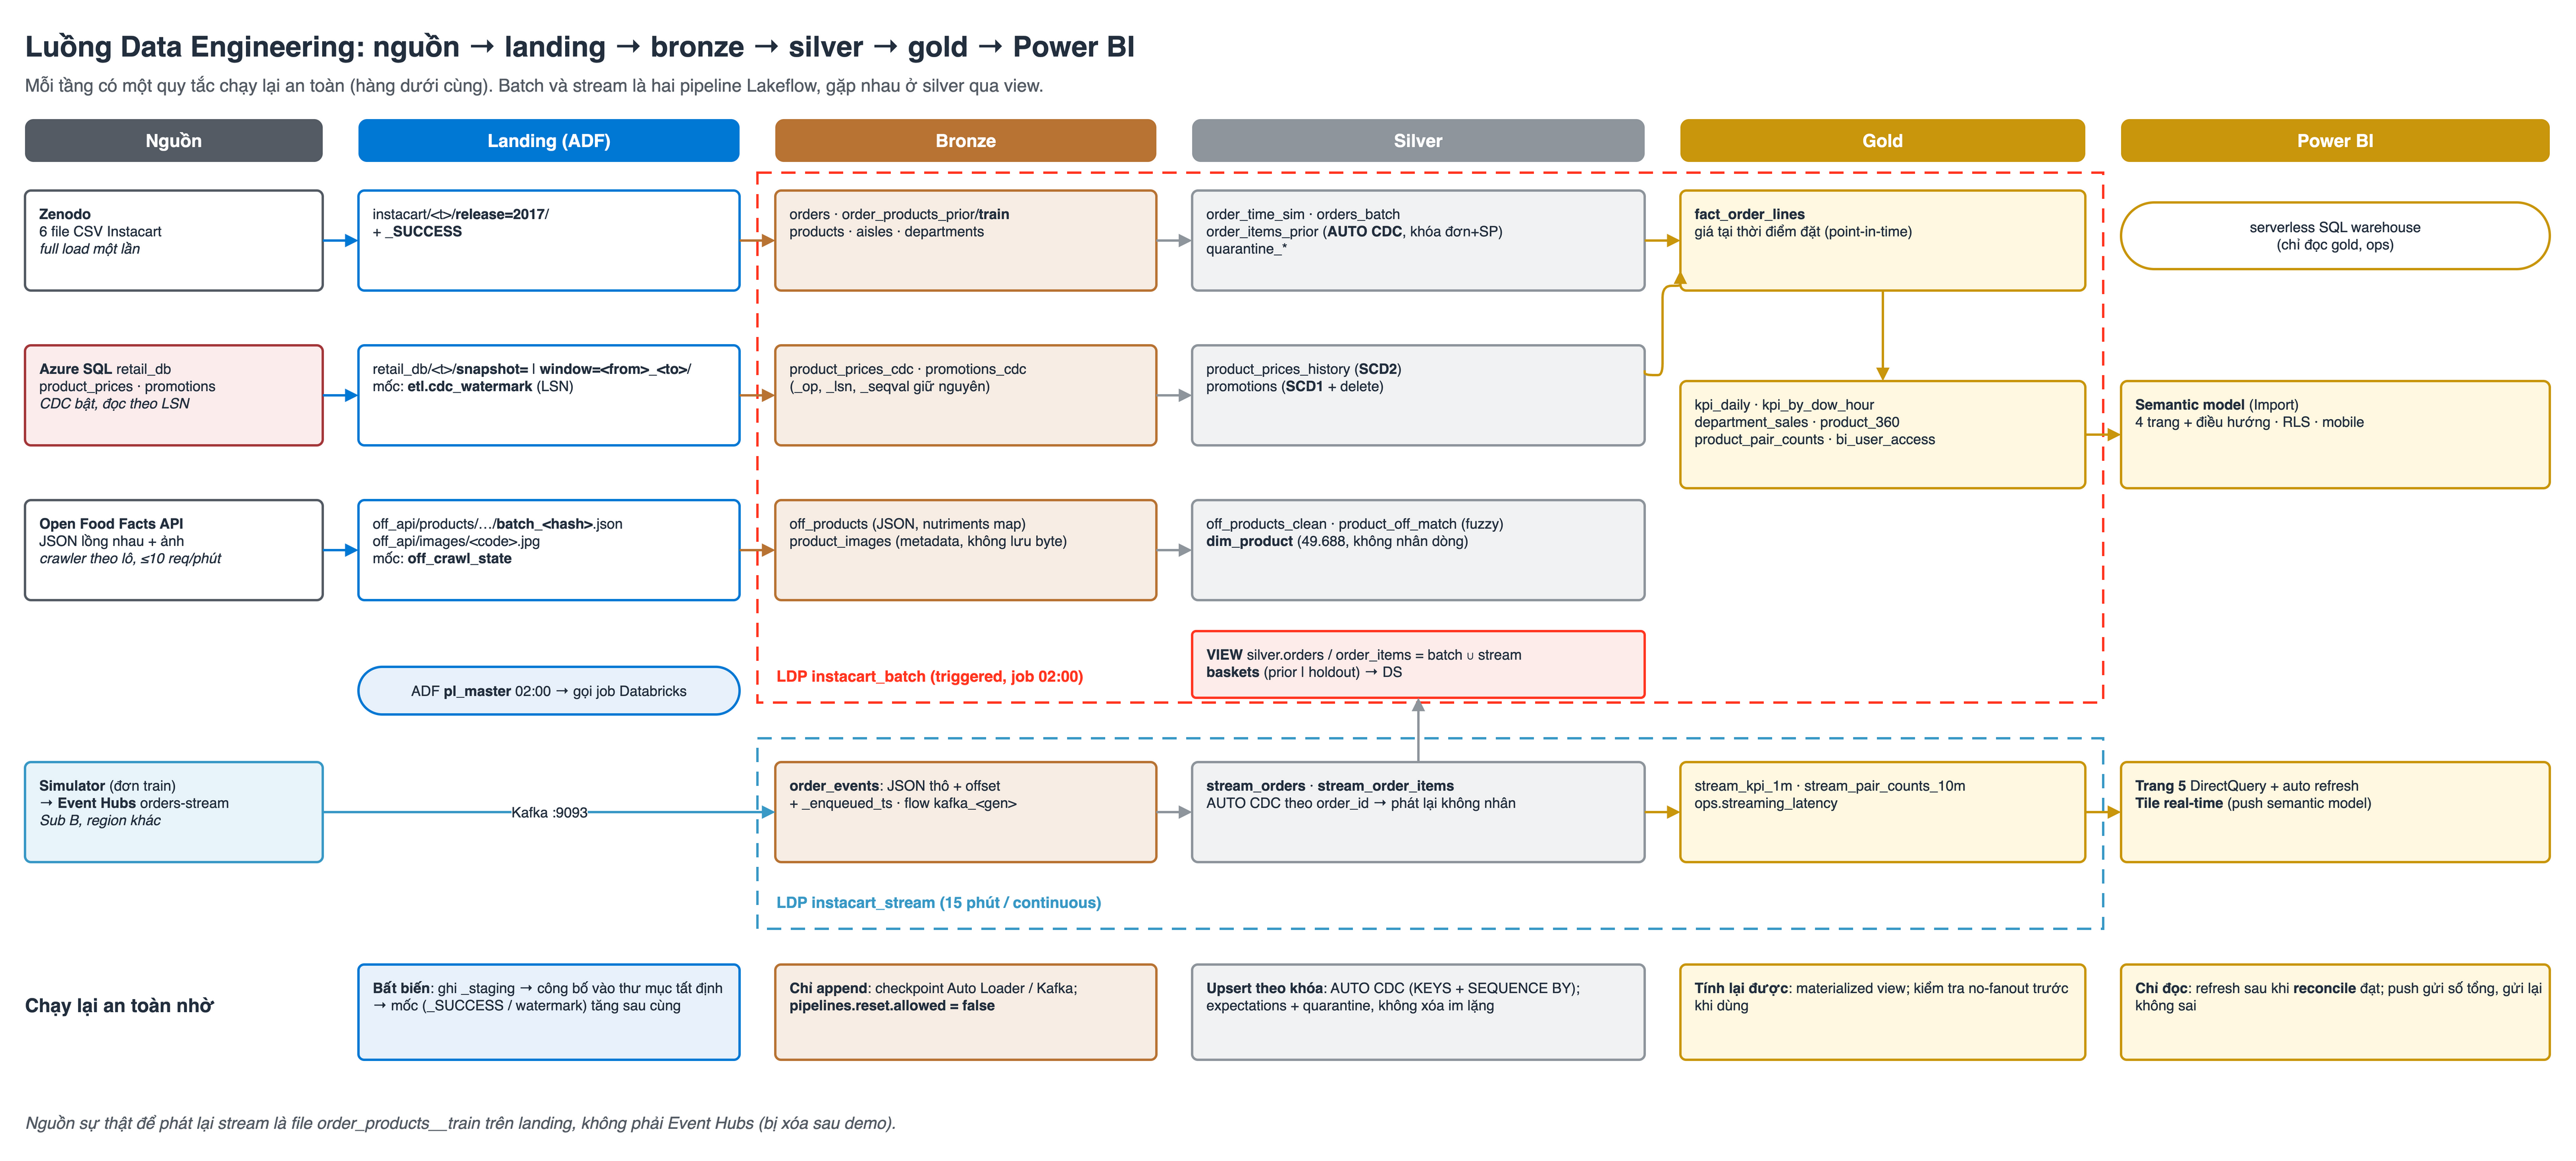 Luồng Data Engineering: nguồn → landing → bronze → silver → gold → Power BI
Mỗi tầng có một quy tắc chạy lại an toàn (hàng dưới cùng). Batch và stream là hai pipeline Lakeflow, gặp nhau ở silver qua view.
Nguồn
Landing (ADF)
Bronze
Silver
Gold
Power BI
Zenodo
6 file CSV Instacart
full load một lần
instacart/<t>/release=2017/
+ _SUCCESS
orders · order_products_prior/train
products · aisles · departments
order_time_sim · orders_batch
order_items_prior (AUTO CDC, khóa đơn+SP)
quarantine_*
fact_order_lines
giá tại thời điểm đặt (point-in-time)
serverless SQL warehouse
(chỉ đọc gold, ops)
Azure SQL retail_db
product_prices · promotions
CDC bật, đọc theo LSN
retail_db/<t>/snapshot= | window=<from>_<to>/
mốc: etl.cdc_watermark (LSN)
product_prices_cdc · promotions_cdc
(_op, _lsn, _seqval giữ nguyên)
product_prices_history (SCD2)
promotions (SCD1 + delete)
kpi_daily · kpi_by_dow_hour
department_sales · product_360
product_pair_counts · bi_user_access
Semantic model (Import)
4 trang + điều hướng · RLS · mobile
Open Food Facts API
JSON lồng nhau + ảnh
crawler theo lô, ≤10 req/phút
off_api/products/…/batch_<hash>.json
off_api/images/<code>.jpg
mốc: off_crawl_state
off_products (JSON, nutriments map)
product_images (metadata, không lưu byte)
off_products_clean · product_off_match (fuzzy)
dim_product (49.688, không nhân dòng)
ADF pl_master 02:00 → gọi job Databricks
LDP instacart_batch (triggered, job 02:00)
VIEW silver.orders / order_items = batch ∪ stream
baskets (prior | holdout) → DS
Simulator (đơn train)
→ Event Hubs orders-stream
Sub B, region khác
Kafka :9093
order_events: JSON thô + offset
+ _enqueued_ts · flow kafka_<gen>
stream_orders · stream_order_items
AUTO CDC theo order_id → phát lại không nhân
stream_kpi_1m · stream_pair_counts_10m
ops.streaming_latency
Trang 5 DirectQuery + auto refresh
Tile real-time (push semantic model)
LDP instacart_stream (15 phút / continuous)
Chạy lại an toàn nhờ
Bất biến: ghi _staging → công bố vào thư mục tất định
→ mốc (_SUCCESS / watermark) tăng sau cùng
Chỉ append: checkpoint Auto Loader / Kafka;
pipelines.reset.allowed = false
Upsert theo khóa: AUTO CDC (KEYS + SEQUENCE BY);
expectations + quarantine, không xóa im lặng
Tính lại được: materialized view; kiểm tra no-fanout trước
khi dùng
Chỉ đọc: refresh sau khi reconcile đạt; push gửi số tổng, gửi lại
không sai
Nguồn sự thật để phát lại stream là file order_products__train trên landing, không phải Event Hubs (bị xóa sau demo).